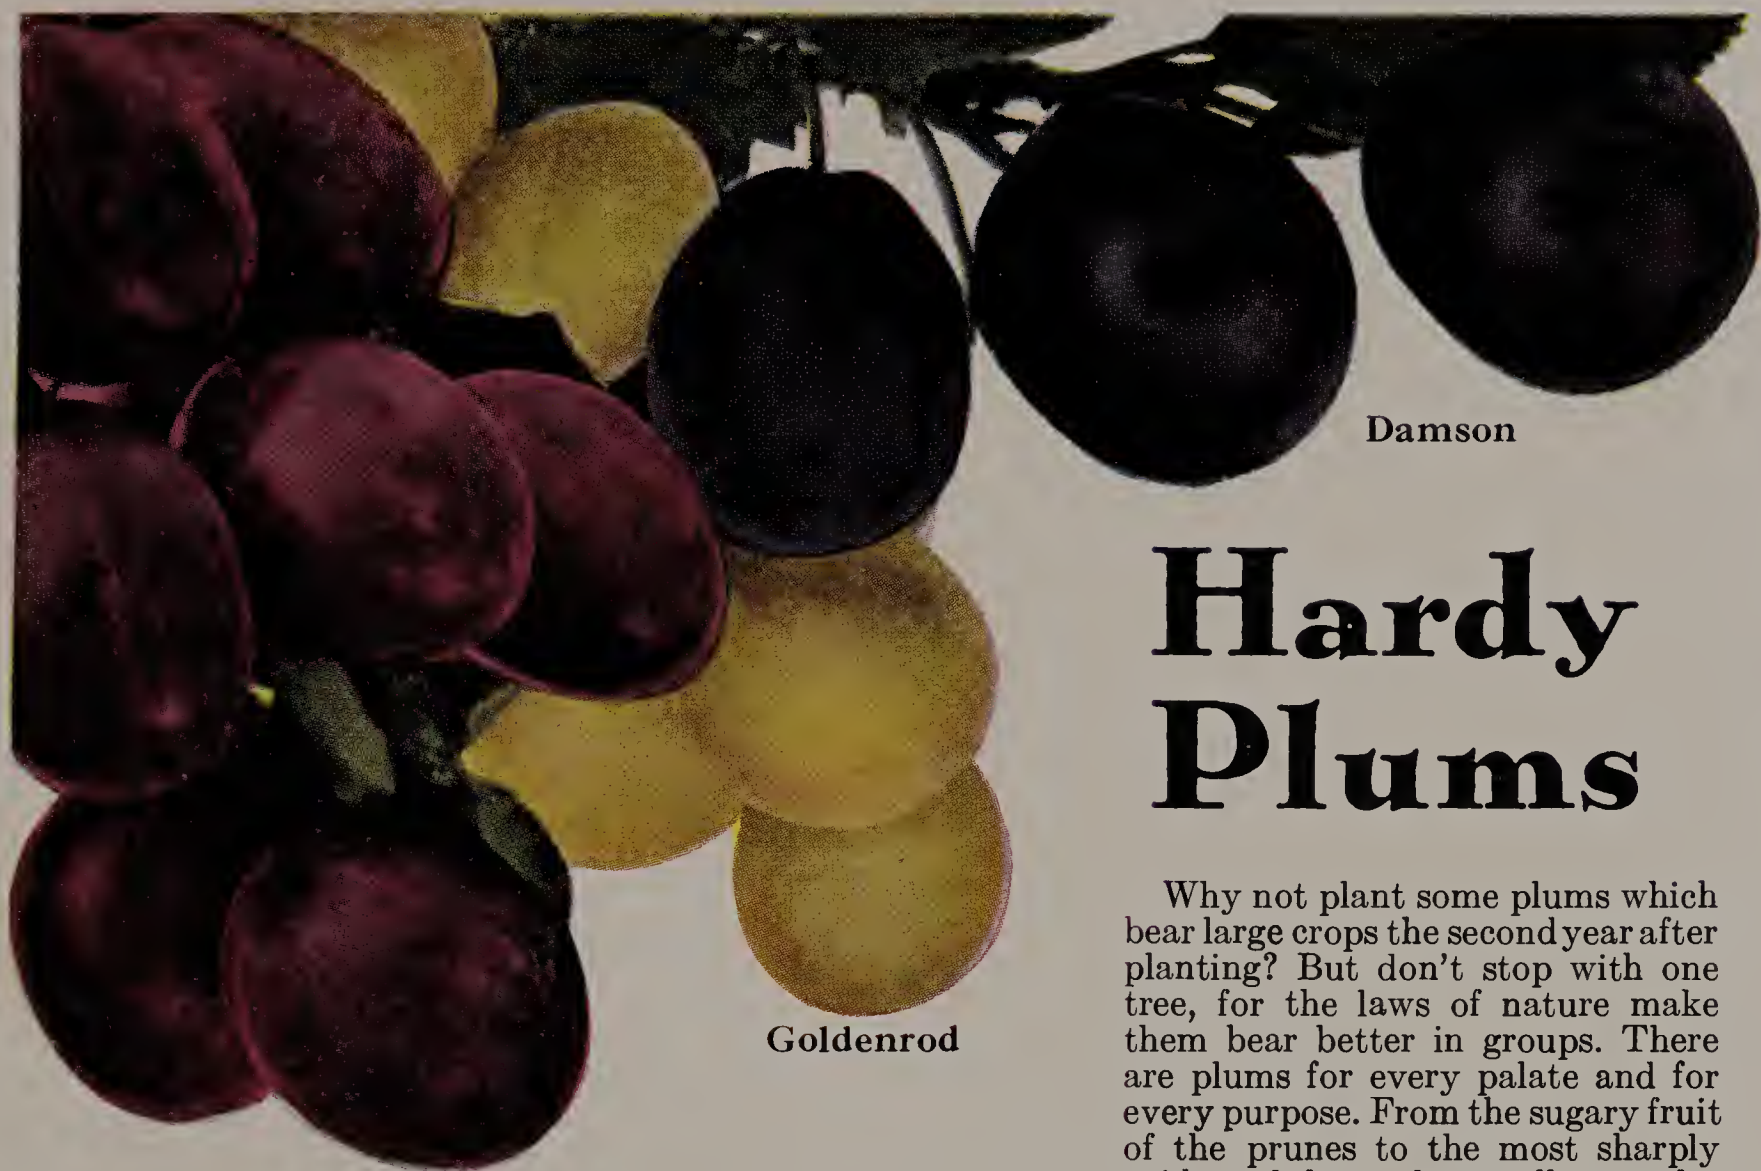 Damson
Hardy
Plums
Why not plant some plums which
bear large crops the second year after
planting? But don't stop with one
tree, for the laws of nature make
them bear better in groups. There
are plums for every palate and for
every purpose. From the sugary fruit
of the prunes to the most sharply
Goldenrod